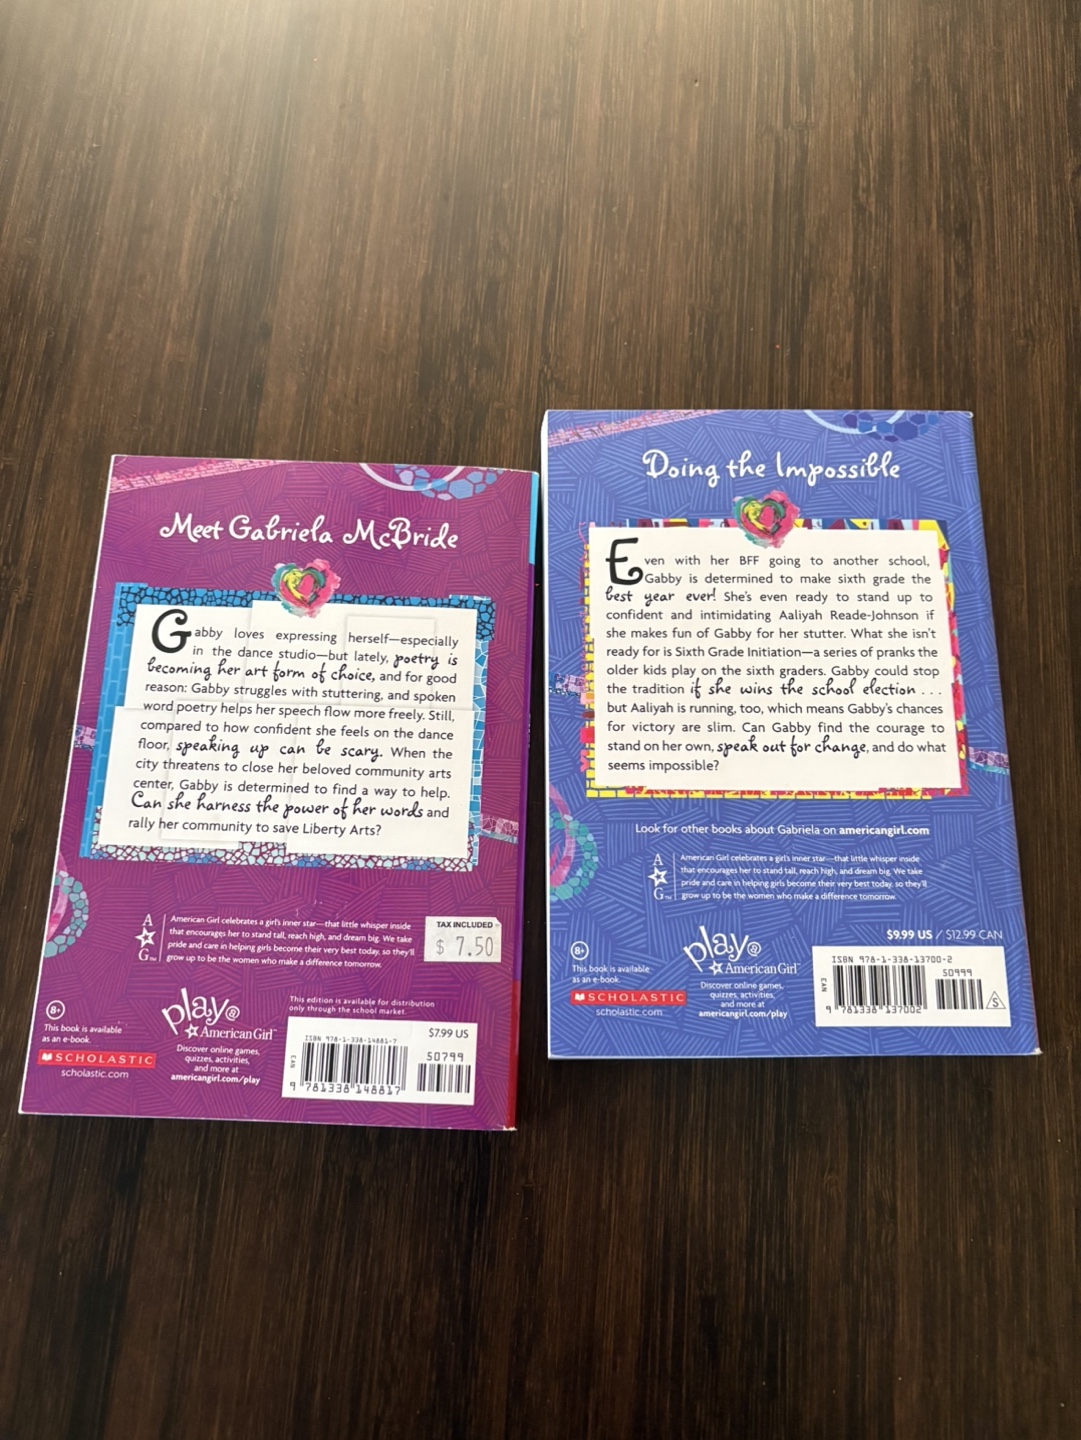 Meet Gabriela McBride
Gabby loves expressing herself—especially
in the dance studio—but lately, poetry is
becoming her art form of choice, and for good
reason: Gabby struggles with stuttering, and spoken
word poetry helps her speech flow more freely. Still,
compared to how confident she feels on the dance
floor, speaking up can be scary. When the
city threatens to close her beloved community arts
center, Gabby is determined to find a way to help.
Can she harness the power of her words and
rally her community to save Liberty Arts?
A
G™
American Girl celebrates a girl's inner star—that little whisper inside
that encourages her to stand tall, reach high, and dream big. We take
pride and care in helping girls become their very best today, so they'll
grow up to be the women who make a difference tomorrow.
TAX INCLUDED
$ 7.50
8+
This book is available
as an e-book.
SCHOLASTIC
scholastic.com
play@
AmericanGirl™
Discover online games,
quizzes, activities,
and more at
americangirl.com/play
This edition is available for distribution
only through the school market.
$7.99 US
ISBN 978-1-338-14881-7
50799
EAN
9 781338 148817
Doing the Impossible
Even with her BFF going to another school,
Gabby is determined to make sixth grade the
best year ever! She's even ready to stand up to
confident and intimidating Aaliyah Reade-Johnson if
she makes fun of Gabby for her stutter. What she isn't
ready for is Sixth Grade Initiation—a series of pranks the
older kids play on the sixth graders. Gabby could stop
the tradition if she wins the school election . . .
but Aaliyah is running, too, which means Gabby's chances
for victory are slim. Can Gabby find the courage to
stand on her own, speak out for change, and do what
seems impossible?
Look for other books about Gabriela on americangirl.com
A
G™
American Girl celebrates a girl's inner star—that little whisper inside
that encourages her to stand tall, reach high, and dream big. We take
pride and care in helping girls become their very best today, so they'll
grow up to be the women who make a difference tomorrow.
8+
This book is available
as an e-book.
SCHOLASTIC
scholastic.com
play@
AmericanGirl™
Discover online games,
quizzes, activities,
and more at
americangirl.com/play
$9.99 US / $12.99 CAN
ISBN 978-1-338-13700-2
50999
EAN
9 781338 137002
S